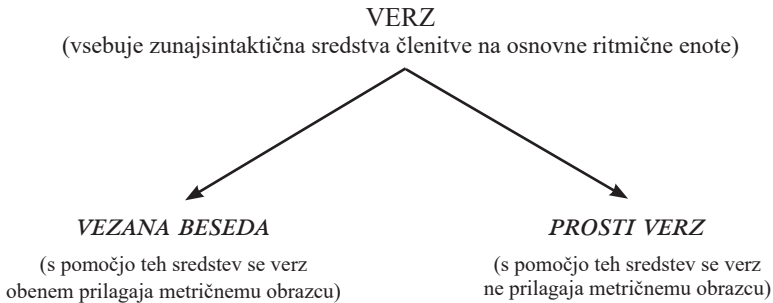 VERZ
(vsebuje zunajsintaktična sredstva členitve na osnovne ritmične enote)
VEZANA BESEDA
(s pomočjo teh sredstev se verz
obenem prilagaja metričnemu obrazcu)
PROSTI VERZ
(s pomočjo teh sredstev se verz
ne prilagaja metričnemu obrazcu)